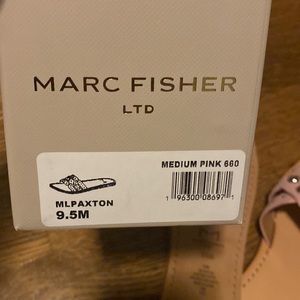 MARC FISHER
LTD
MEDIUM PINK 660
MLPAXTON
9.5M
1 96300 08697 1